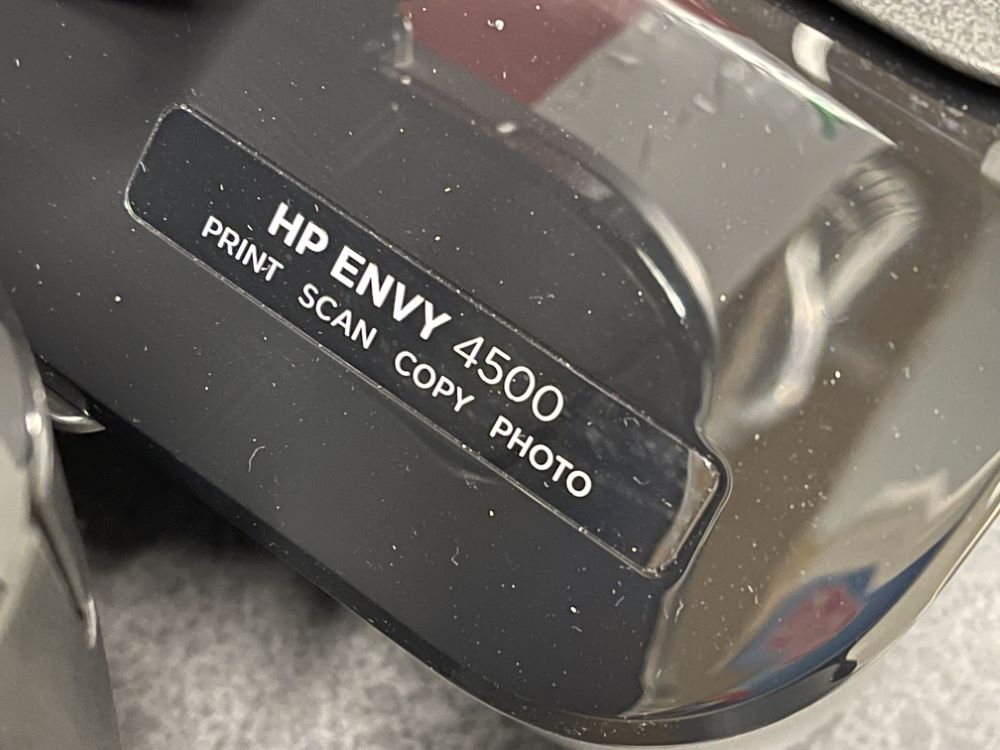 HP ENVY 4500
PRINT SCAN COPY PHOTO